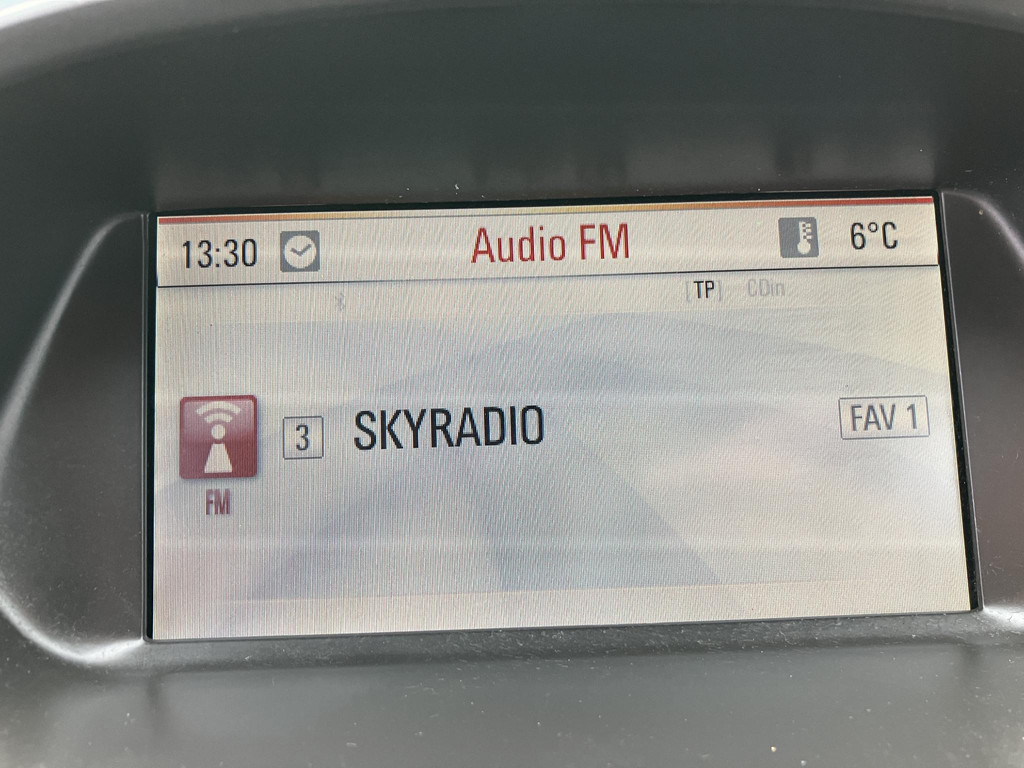 13:30 Audio FM 6°C
[TP] CDin
3 SKYRADIO FAV 1
FM